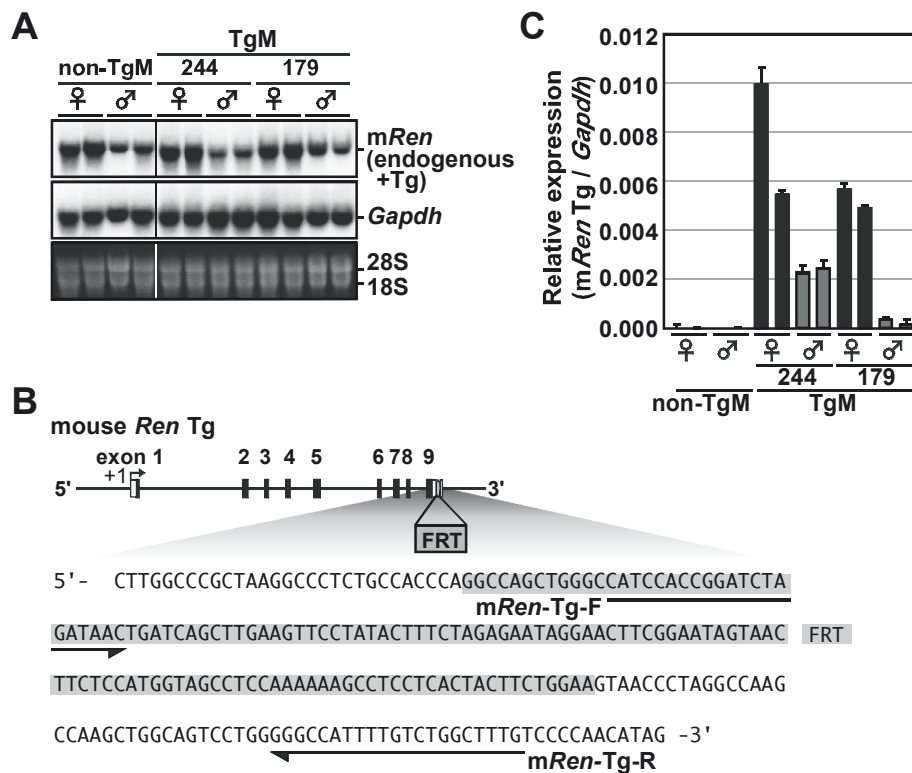 A
TgM
non-TgM 244 179
♀ ♂ ♀ ♂ ♀ ♂
mRen
(endogenous
+Tg)
Gapdh
28S
18S
C
Relative expression
(mRen Tg / Gapdh)
0.012
0.010
0.008
0.006
0.004
0.002
0.000
♀ ♂ ♀ ♂ ♀ ♂
244 179
non-TgM TgM
B
mouse Ren Tg
exon 1 2 3 4 5 6 7 8 9
+1
5' 3'
FRT
5'- CTTGGCCCGCTAAGGCCCTCTGCCACCCAGGCCAGCTGGGCCATCCACCGGATCTA
mRen-Tg-F
GATAACTGATCAGCTTGAAGTTCCTATACTTTCTAGAGAATAGGAACTTCGGAATAGTAAC FRT
TTCTCCATGGTAGCCTCCAAAAAAGCCTCCTCACTACTTCTGGAAGTAACCCTAGGCCAAG
CCAAGCTGGCAGTCCTGGGGGCCATTTTGTCTGGCTTTGTCCCCAACATAG -3'
mRen-Tg-R